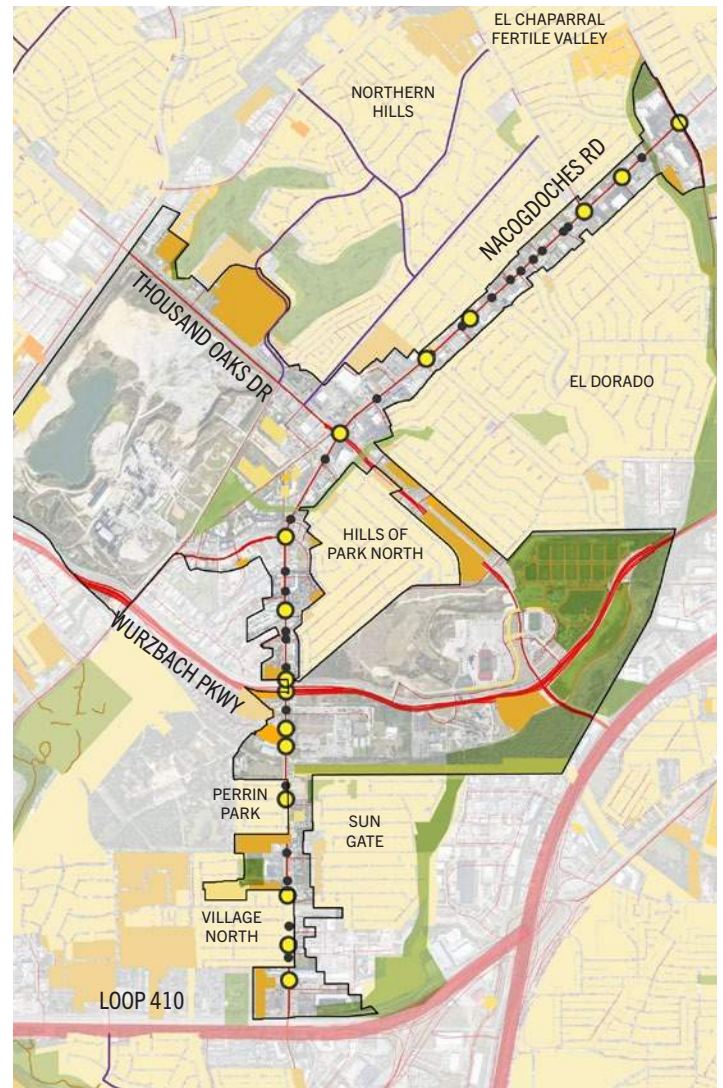 EL CHAPARRAL
FERTILE VALLEY
NORTHERN
HILLS
NACOGDOCHES RD
THOUSAND OAKS DR
EL DORADO
HILLS OF
PARK NORTH
WURZBACH PKWY
PERRIN
PARK
SUN
GATE
VILLAGE
NORTH
LOOP 410